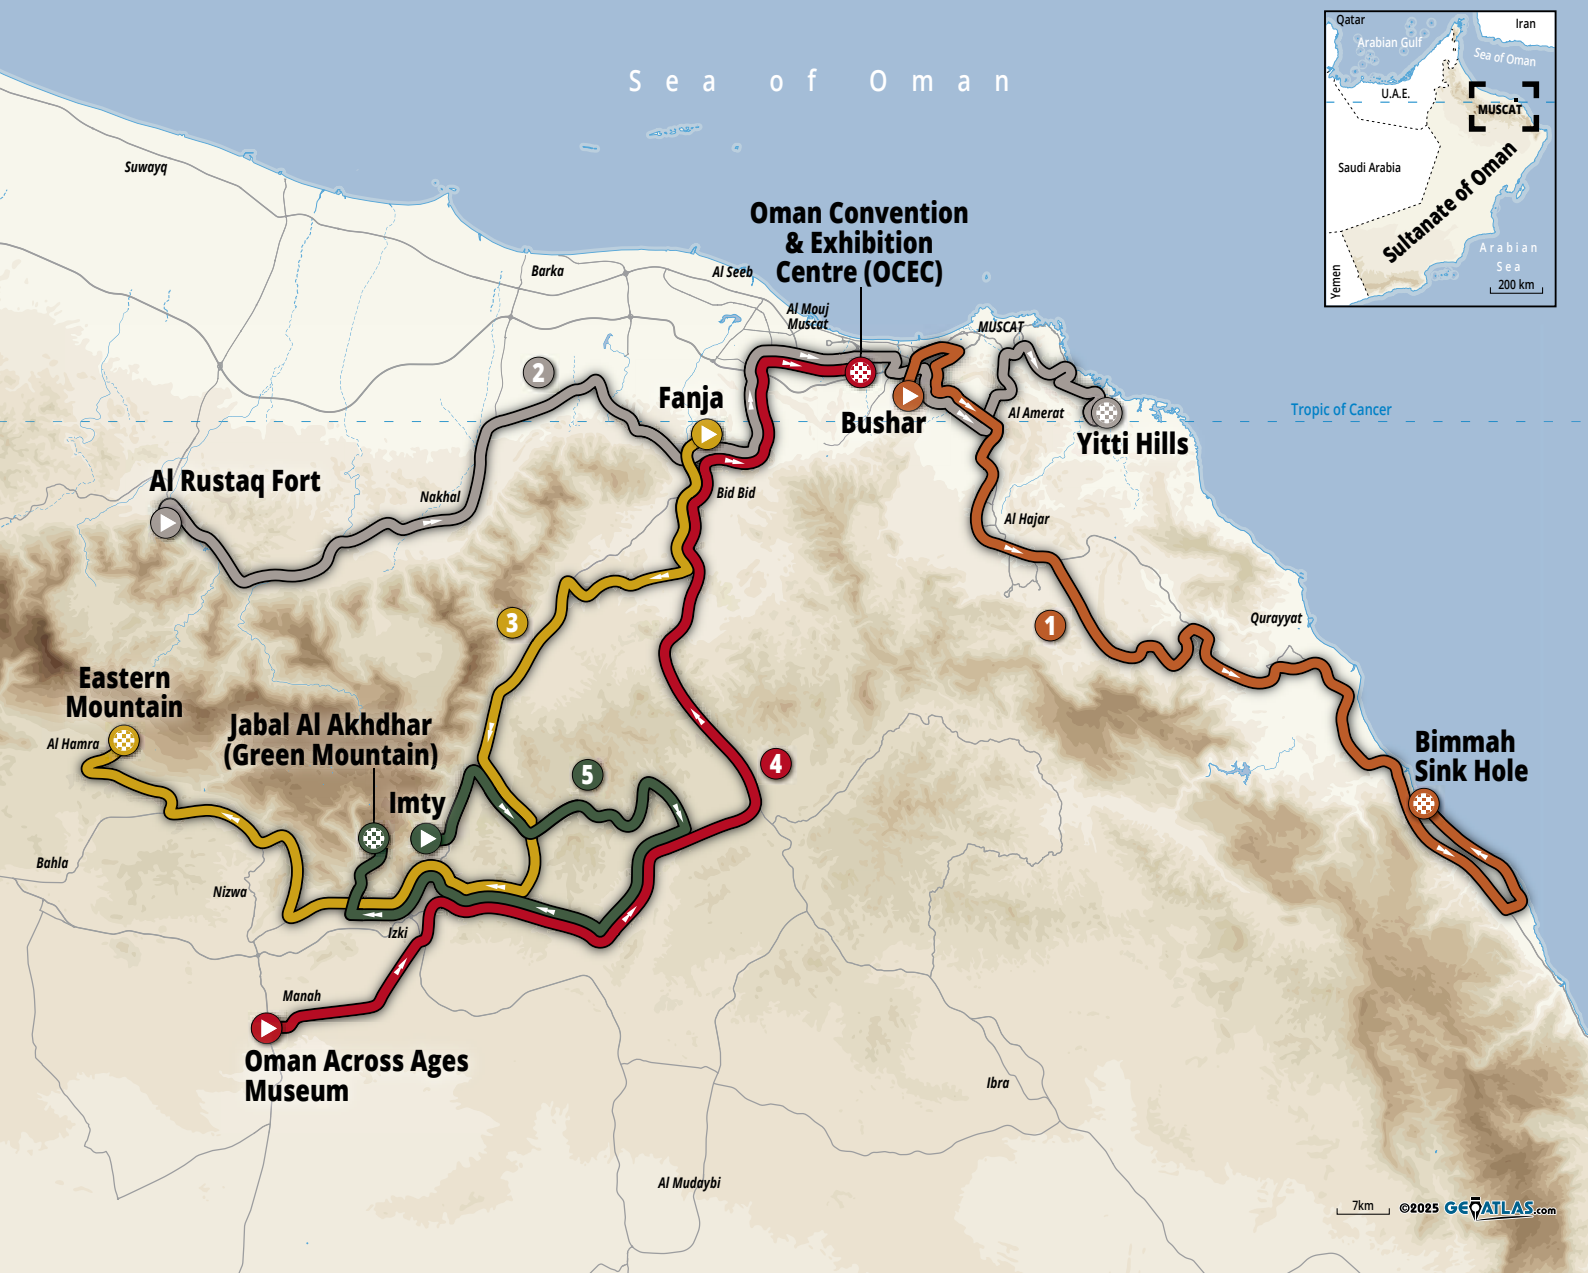 Sea of Oman
Qatar
Iran
Arabian Gulf
Sea of Oman
U.A.E.
MUSCAT
Saudi Arabia
Sultanate of Oman
Arabian
Sea
Yemen
200 km
Suwayq
Oman Convention
& Exhibition
Centre (OCEC)
Barka
Al Seeb
Al Mouj
Muscat
MUSCAT
2
Fanja
Bushar
Al Amerat
Yitti Hills
Tropic of Cancer
Al Rustaq Fort
Nakhal
Bid Bid
Al Hajar
3
1
Qurayyat
Eastern
Mountain
Al Hamra
Jabal Al Akhdhar
(Green Mountain)
Imty
5
4
Bimmah
Sink Hole
Bahla
Nizwa
Izki
Manah
Oman Across Ages
Museum
Ibra
Al Mudaybi
7km
©2025 GEOATLAS.com